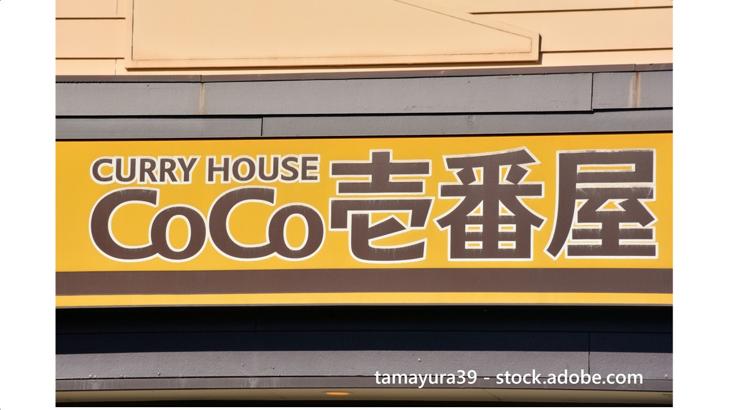 CURRY HOUSE
CoCo壱番屋
tamayura39 - stock.adobe.com